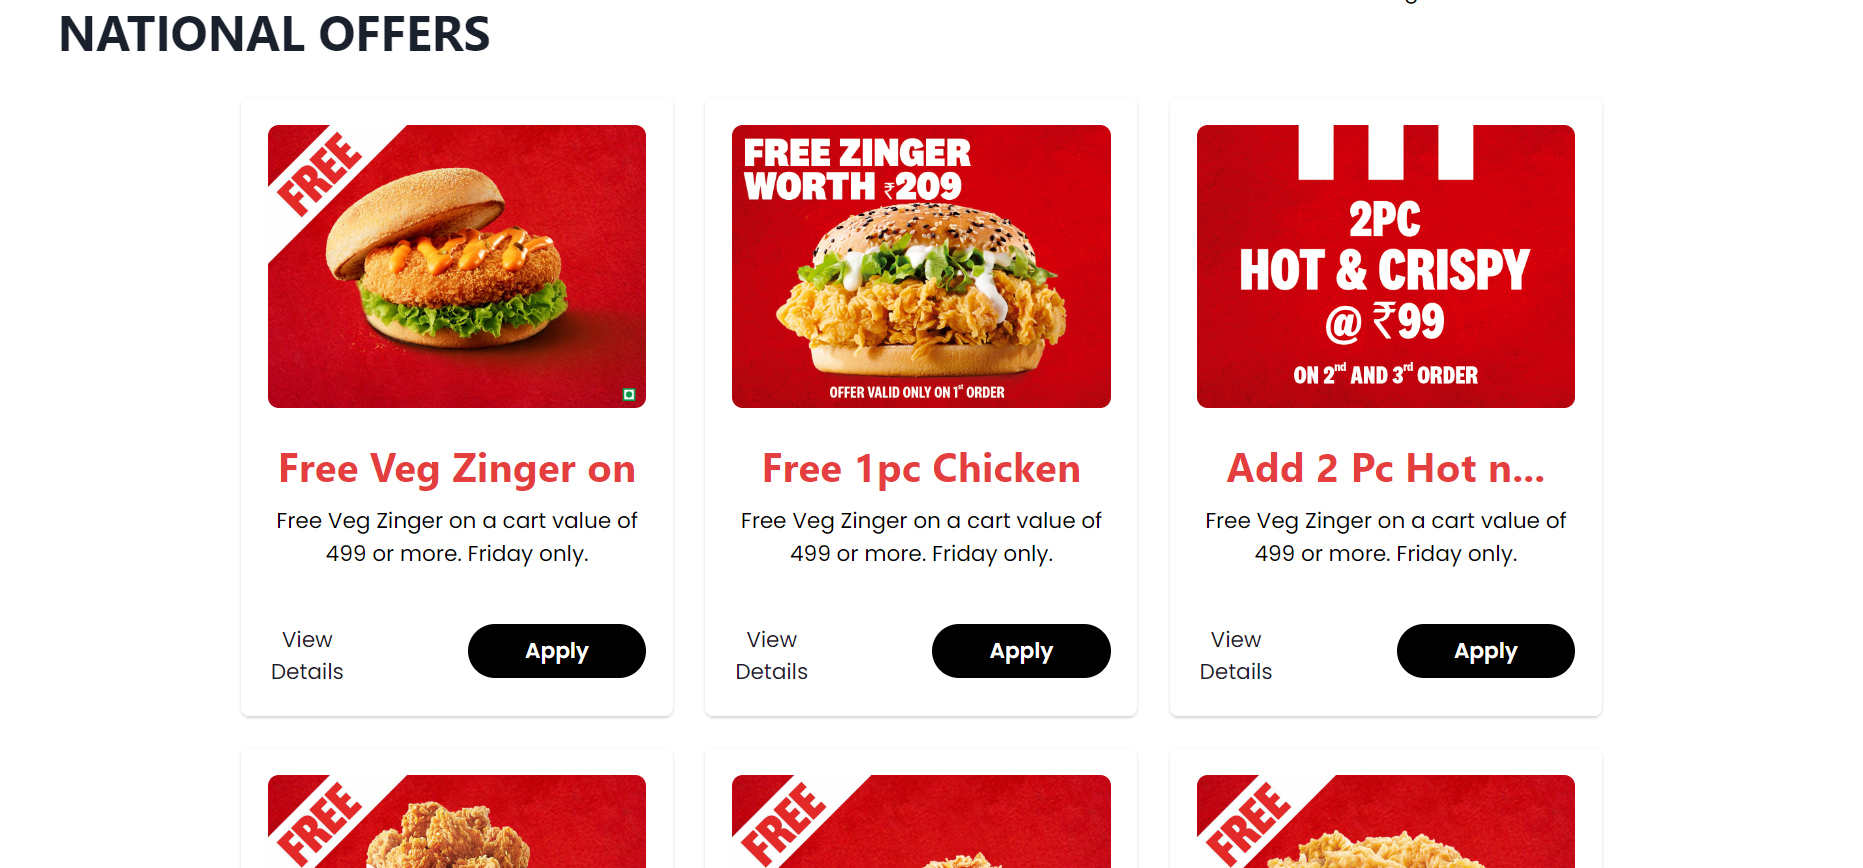 NATIONAL OFFERS
FREE
FREE ZINGER
WORTH ₹209
OFFER VALID ONLY ON 1st ORDER
2PC
HOT & CRISPY
@ ₹99
ON 2nd AND 3rd ORDER
Free Veg Zinger on
Free Veg Zinger on a cart value of
499 or more. Friday only.
View
Details
Apply
Free 1pc Chicken
Free Veg Zinger on a cart value of
499 or more. Friday only.
View
Details
Apply
Add 2 Pc Hot n...
Free Veg Zinger on a cart value of
499 or more. Friday only.
View
Details
Apply
FREE
FREE
FREE